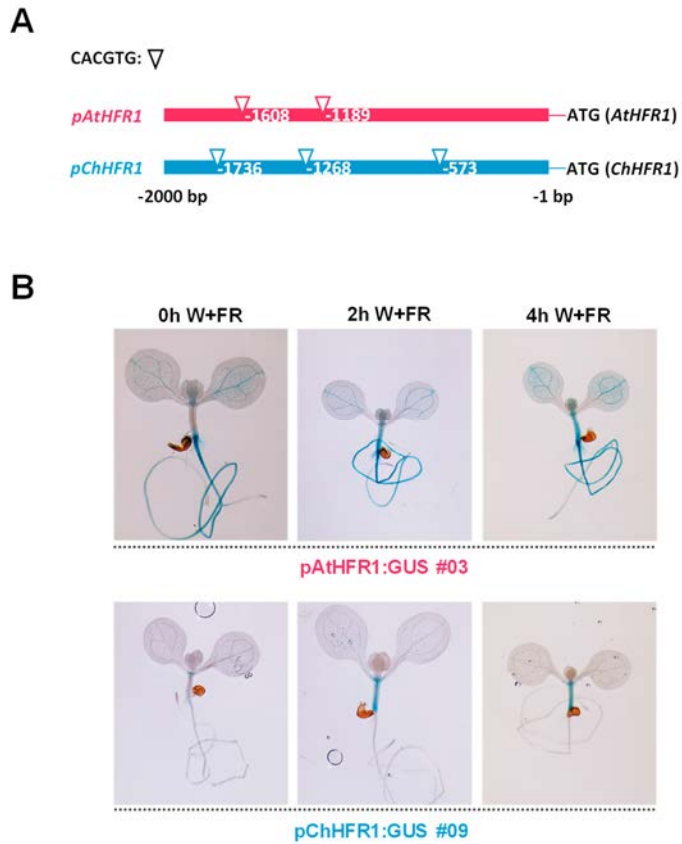 A
CACGTG:
pAtHFR1 -1608 -1189 ATG (AtHFR1)
pChHFR1 -1736 -1268 -573 ATG (ChHFR1)
-2000 bp -1 bp
B
0h W+FR 2h W+FR 4h W+FR
pAtHFR1:GUS #03
pChHFR1:GUS #09